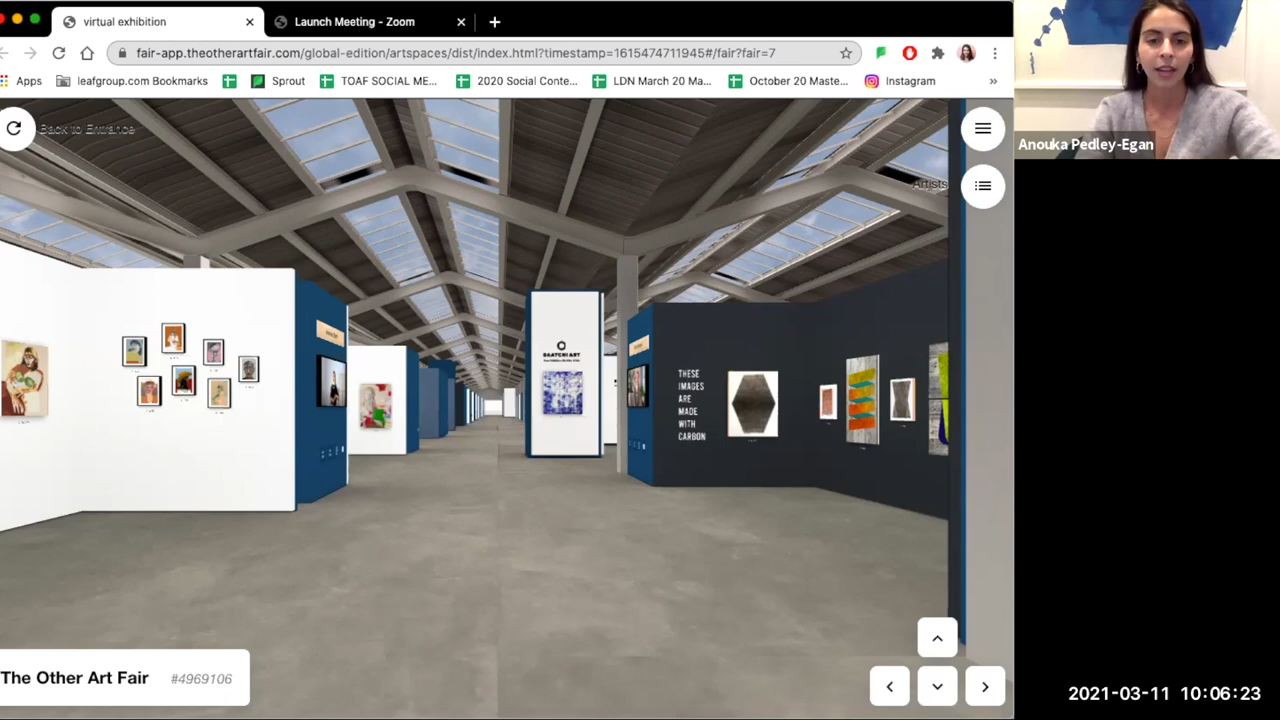 virtual exhibition
Launch Meeting - Zoom
fair-app.theotherartfair.com/global-edition/artspaces/dist/index.html?timestamp=1615474711945#/fair?fair=7
Apps leafgroup.com Bookmarks Sprout TOAF SOCIAL ME... 2020 Social Conte... LDN March 20 Ma... October 20 Maste... Instagram »
Back to Entrance
Artists
Anouka Pedley-Egan
SAATCHI ART
THESE
IMAGES
ARE
MADE
WITH
CARBON
The Other Art Fair #4969106
2021-03-11 10:06:23